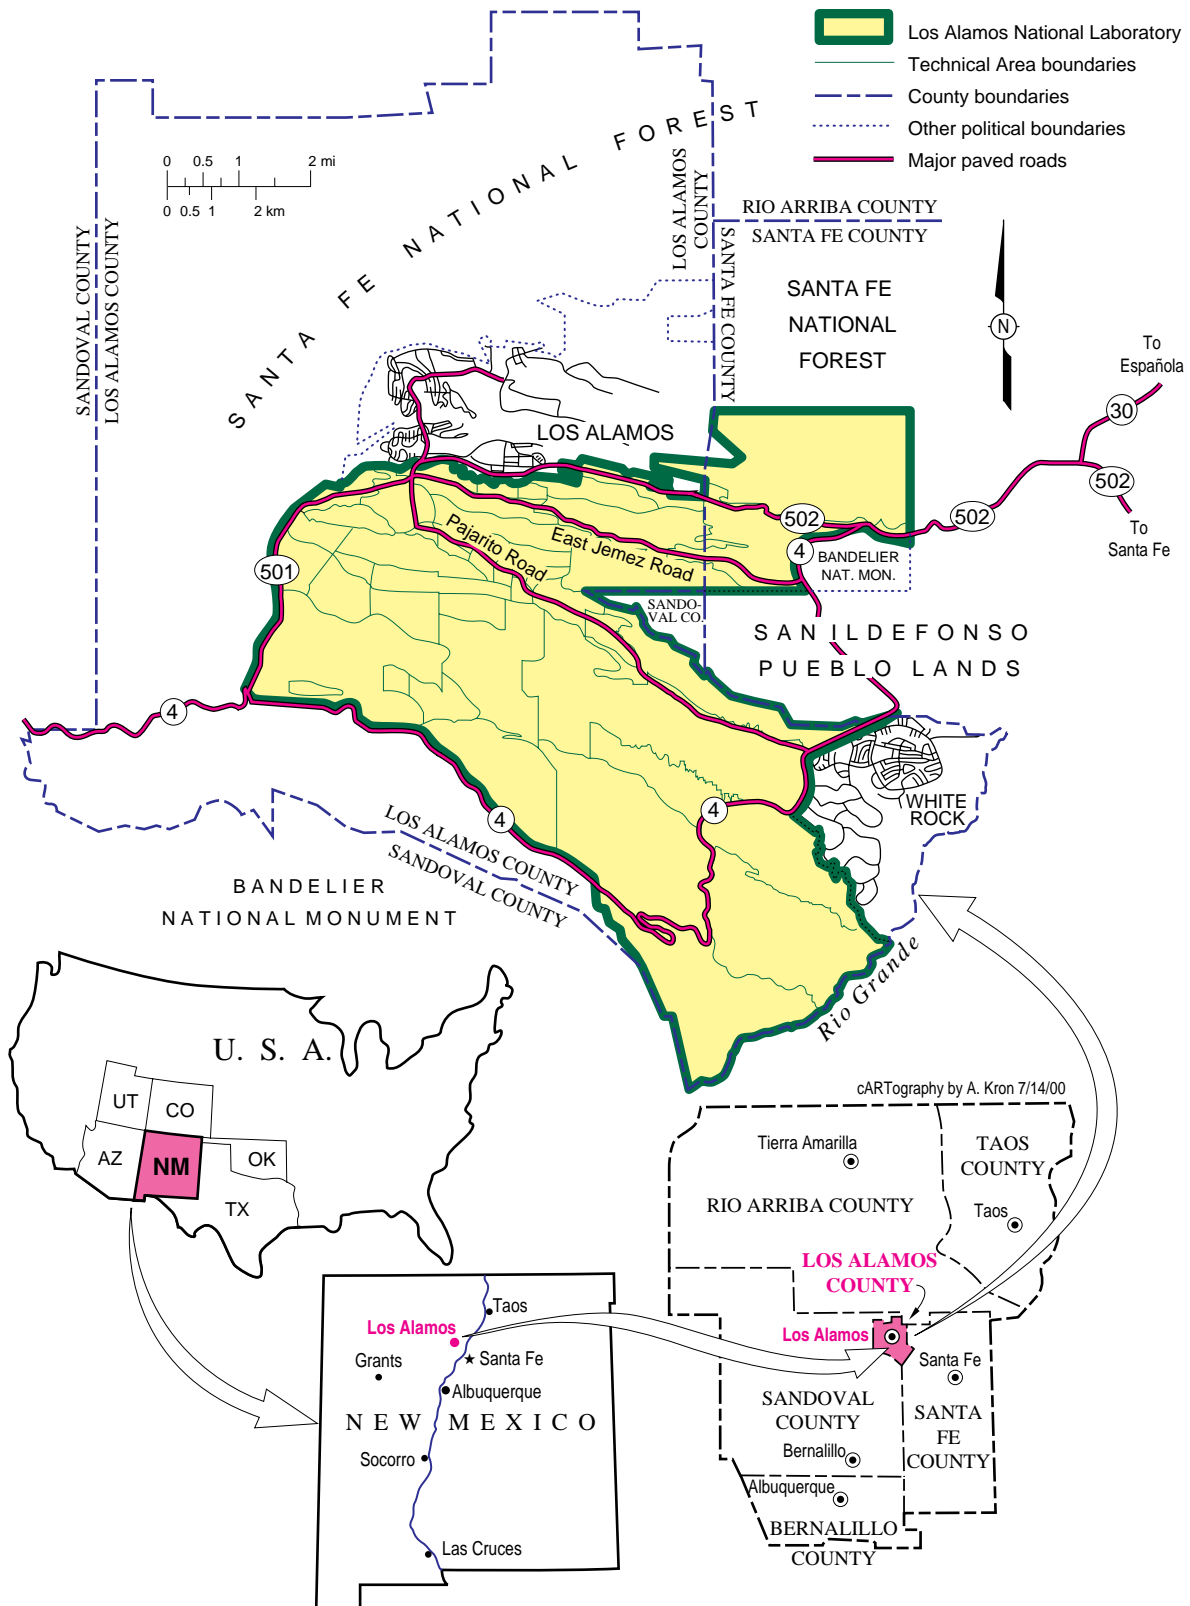 Los Alamos National Laboratory
Technical Area boundaries
County boundaries
Other political boundaries
Major paved roads
0 0.5 1 2 mi
0 0.5 1 2 km
SANTA FE NATIONAL FOREST
SANDOVAL COUNTY
LOS ALAMOS COUNTY
LOS ALAMOS
COUNTY
SANTA FE COUNTY
RIO ARRIBA COUNTY
SANTA FE COUNTY
SANTA FE
NATIONAL
FOREST
N
To
Española
30
502
To
Santa Fe
502
LOS ALAMOS
502
4
BANDELIER
NAT. MON.
501
Pajarito Road
East Jemez Road
SANDO-
VAL CO.
SAN ILDEFONSO
PUEBLO LANDS
4
4
4
WHITE
ROCK
LOS ALAMOS COUNTY
SANDOVAL COUNTY
BANDELIER
NATIONAL MONUMENT
Rio Grande
U. S. A.
UT
CO
AZ
NM
OK
TX
cARTography by A. Kron 7/14/00
Tierra Amarilla
TAOS
COUNTY
RIO ARRIBA COUNTY
Taos
LOS ALAMOS
COUNTY
Los Alamos
Santa Fe
SANDOVAL
COUNTY
SANTA
FE
COUNTY
Bernalillo
Albuquerque
BERNALILLO
COUNTY
Taos
Los Alamos
Santa Fe
Grants
Albuquerque
NEW MEXICO
Socorro
Las Cruces